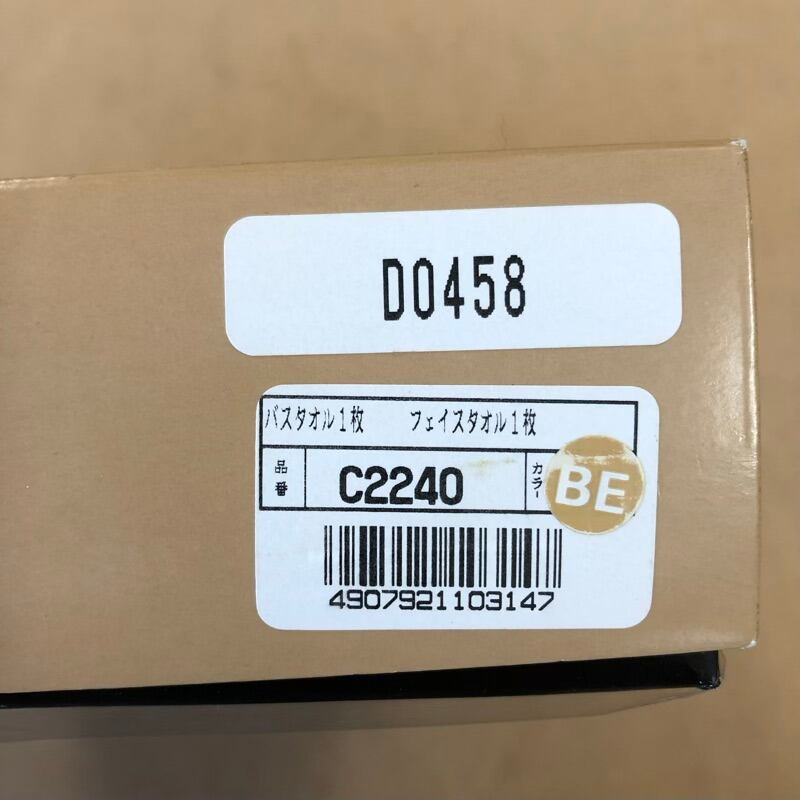 D0458
バスタオル1枚 フェイスタオル1枚
品番 C2240 カラー BE
4907921103147